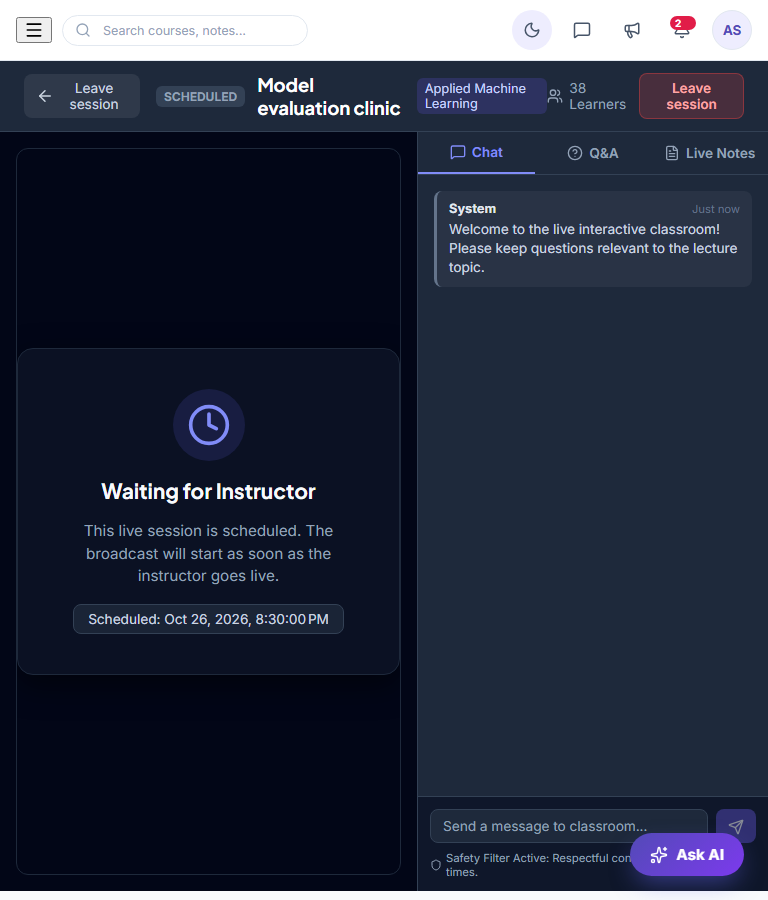 Search courses, notes...
2
AS
Leave
session
SCHEDULED
Model
evaluation clinic
Applied Machine
Learning
38
Learners
Leave
session
Chat
Q&A
Live Notes
System
Just now
Welcome to the live interactive classroom!
Please keep questions relevant to the lecture
topic.
Waiting for Instructor
This live session is scheduled. The
broadcast will start as soon as the
instructor goes live.
Scheduled: Oct 26, 2026, 8:30:00 PM
Send a message to classroom...
Safety Filter Active: Respectful
times.
Ask AI